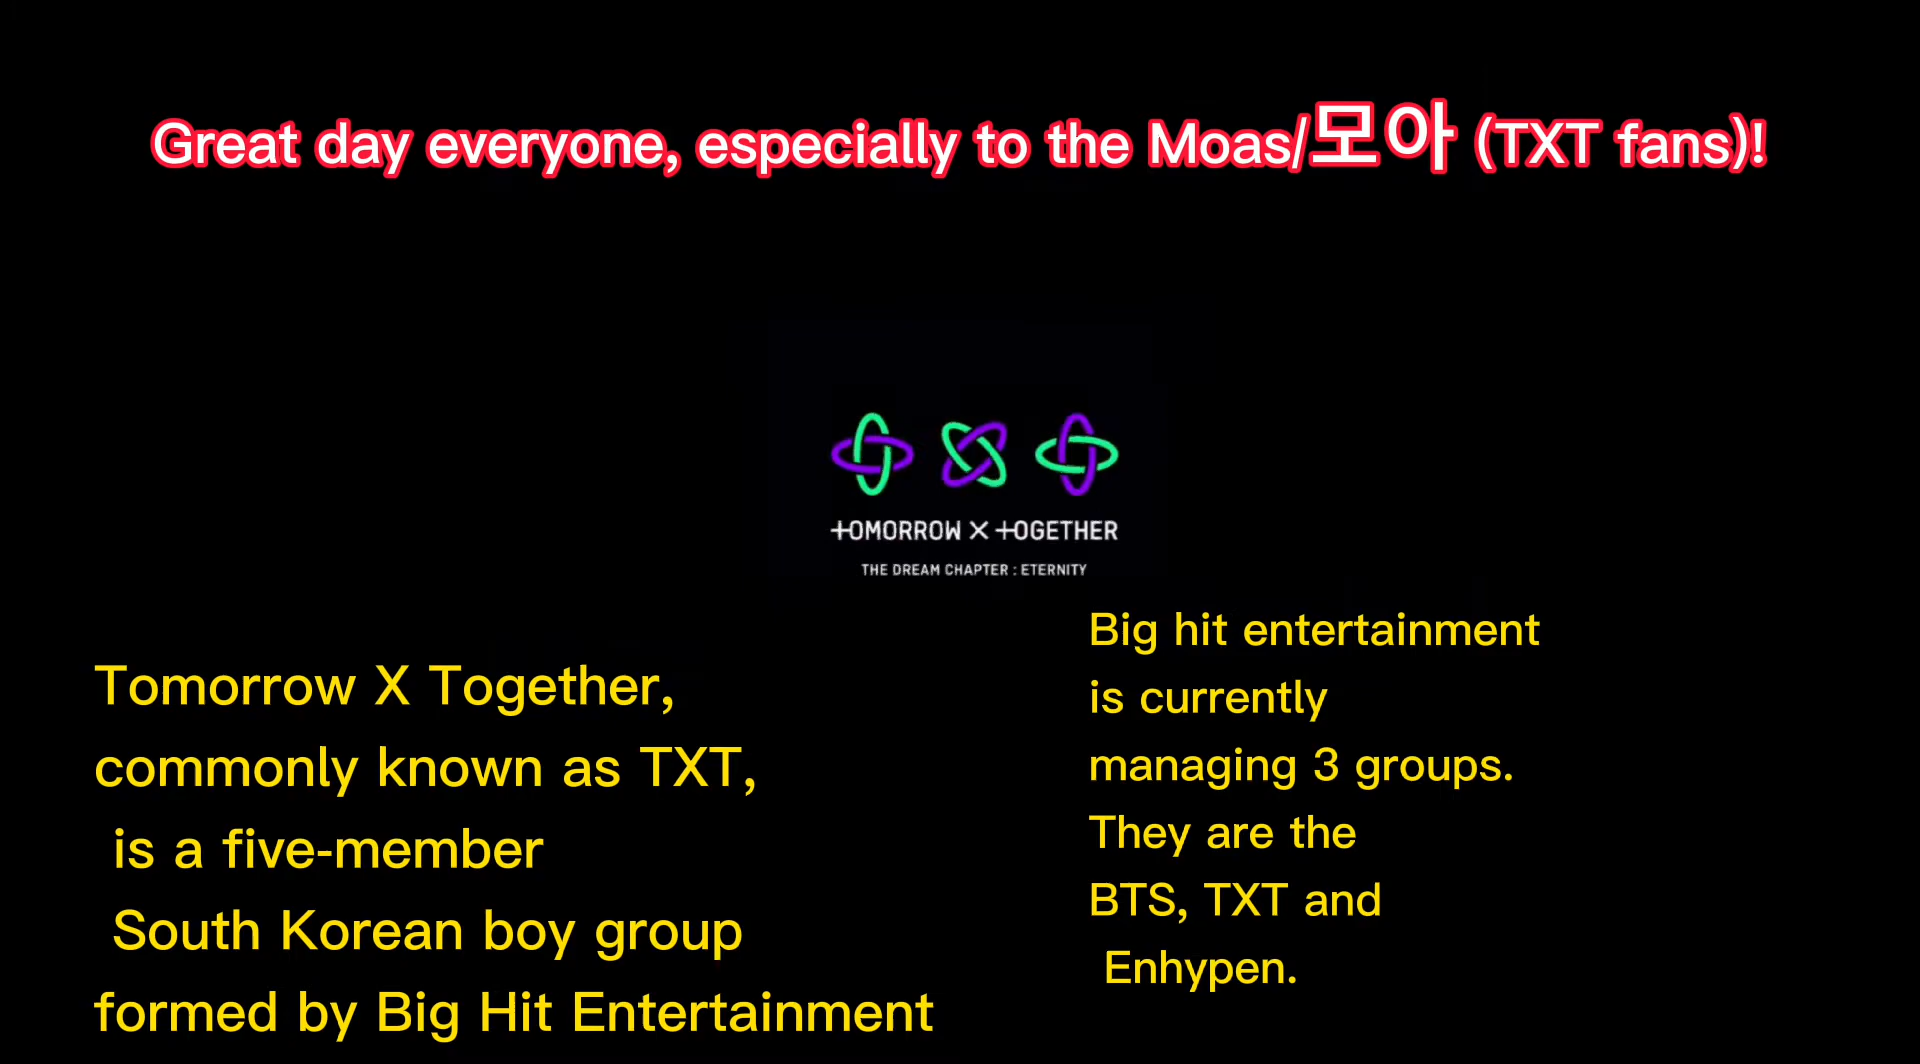 Great day everyone, especially to the Moas/모아 (TXT fans)!
TOMORROW X TOGETHER
THE DREAM CHAPTER : ETERNITY
Tomorrow X Together,
commonly known as TXT,
is a five-member
South Korean boy group
formed by Big Hit Entertainment
Big hit entertainment
is currently
managing 3 groups.
They are the
BTS, TXT and
Enhypen.